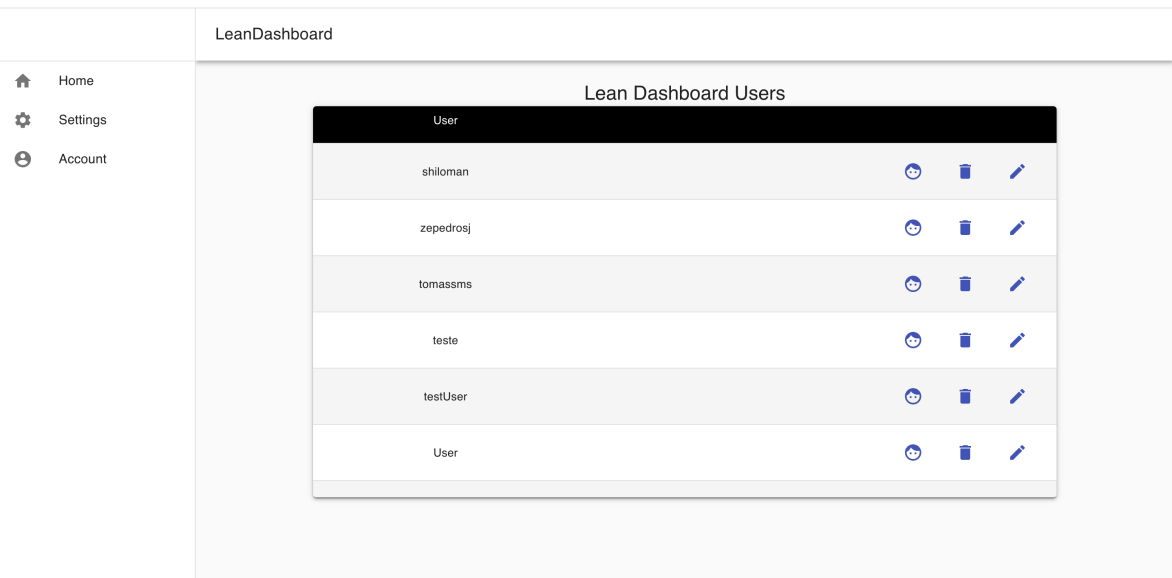 LeanDashboard
Home
Settings
Account
Lean Dashboard Users
User
shiloman
zepedrosj
tomassms
teste
testUser
User